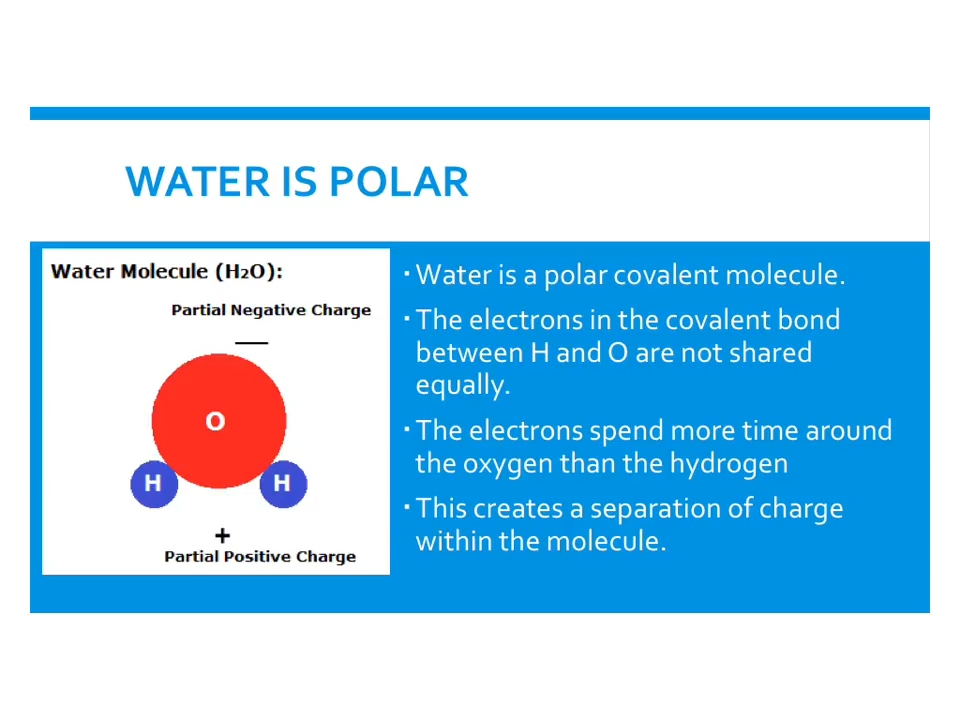 WATER IS POLAR
Water Molecule (H₂O):
Partial Negative Charge
—
O
H H
+
Partial Positive Charge
▪ Water is a polar covalent molecule.
▪ The electrons in the covalent bond
between H and O are not shared
equally.
▪ The electrons spend more time around
the oxygen than the hydrogen
▪ This creates a separation of charge
within the molecule.